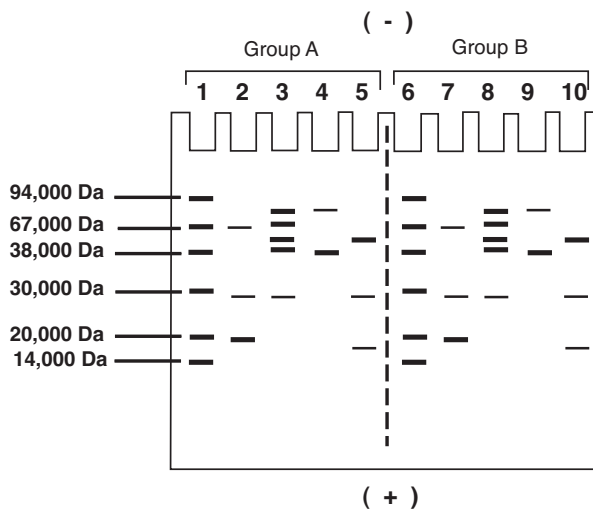 ( - )
Group A Group B
1 2 3 4 5 6 7 8 9 10
94,000 Da
67,000 Da
38,000 Da
30,000 Da
20,000 Da
14,000 Da
( + )